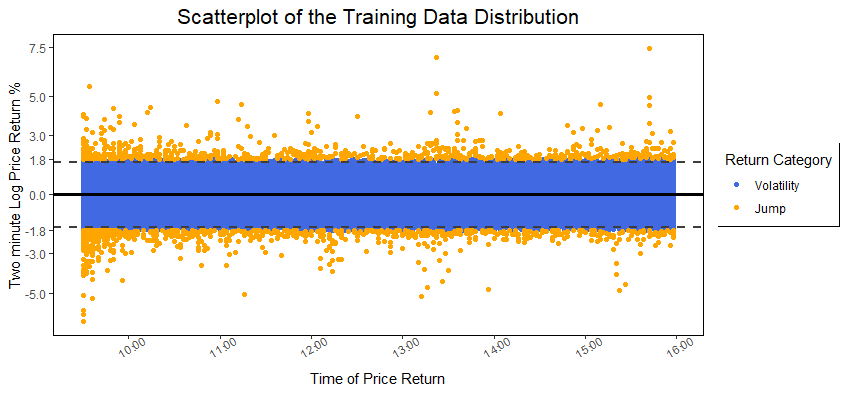 Scatterplot of the Training Data Distribution
Two minute Log Price Return %
7.5
5.0
3.0
1.8
0.0
-1.8
-3.0
-5.0
10:00
11:00
12:00
13:00
14:00
15:00
16:00
Time of Price Return
Return Category
Volatility
Jump